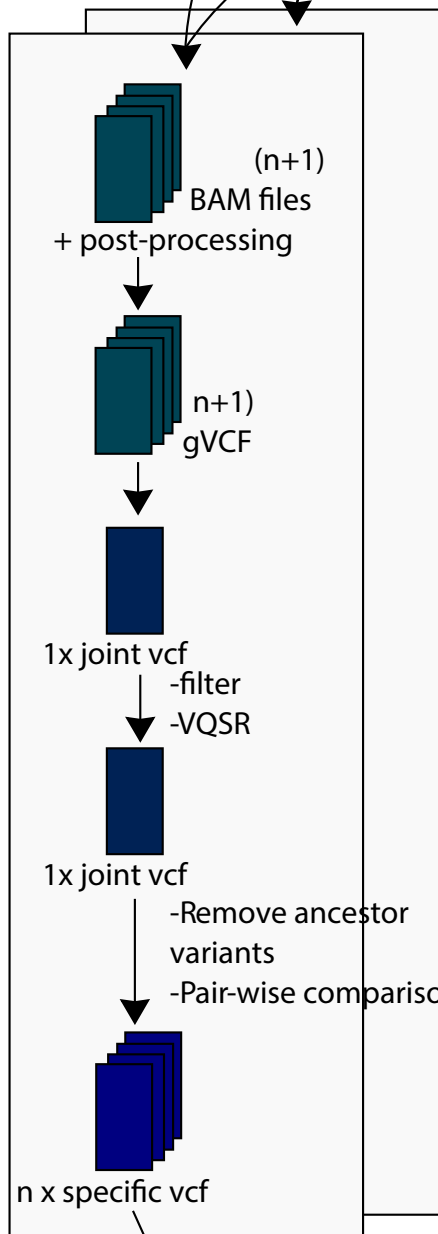 (n+1)
BAM files
+ post-processing
n+1)
gVCF
1x joint vcf
-filter
-VQSR
1x joint vcf
-Remove ancestor
variants
-Pair-wise compariso
n x specific vcf